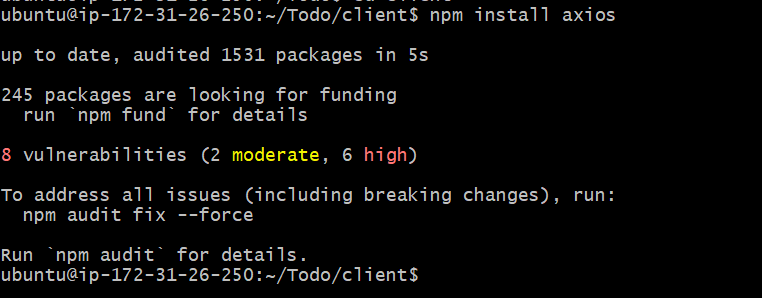 ubuntu@ip-172-31-26-250:~/Todo/client$ npm install axios
up to date, audited 1531 packages in 5s
245 packages are looking for funding
  run `npm fund` for details
8 vulnerabilities (2 moderate, 6 high)
To address all issues (including breaking changes), run:
  npm audit fix --force
Run `npm audit` for details.
ubuntu@ip-172-31-26-250:~/Todo/client$